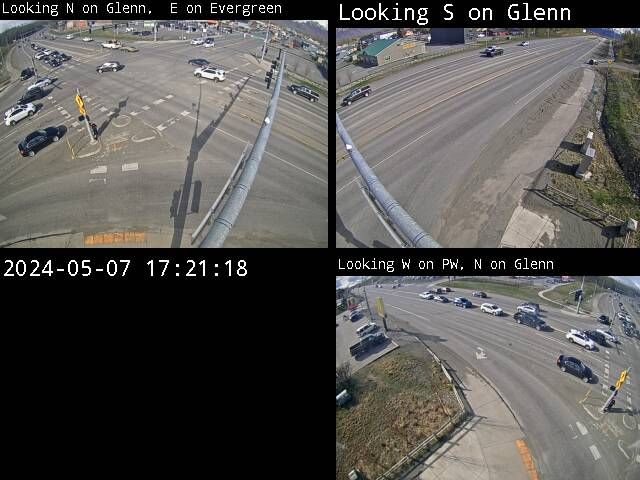 Looking N on Glenn,  E on Evergreen
Looking S on Glenn
2024-05-07 17:21:18
Looking W on PW, N on Glenn